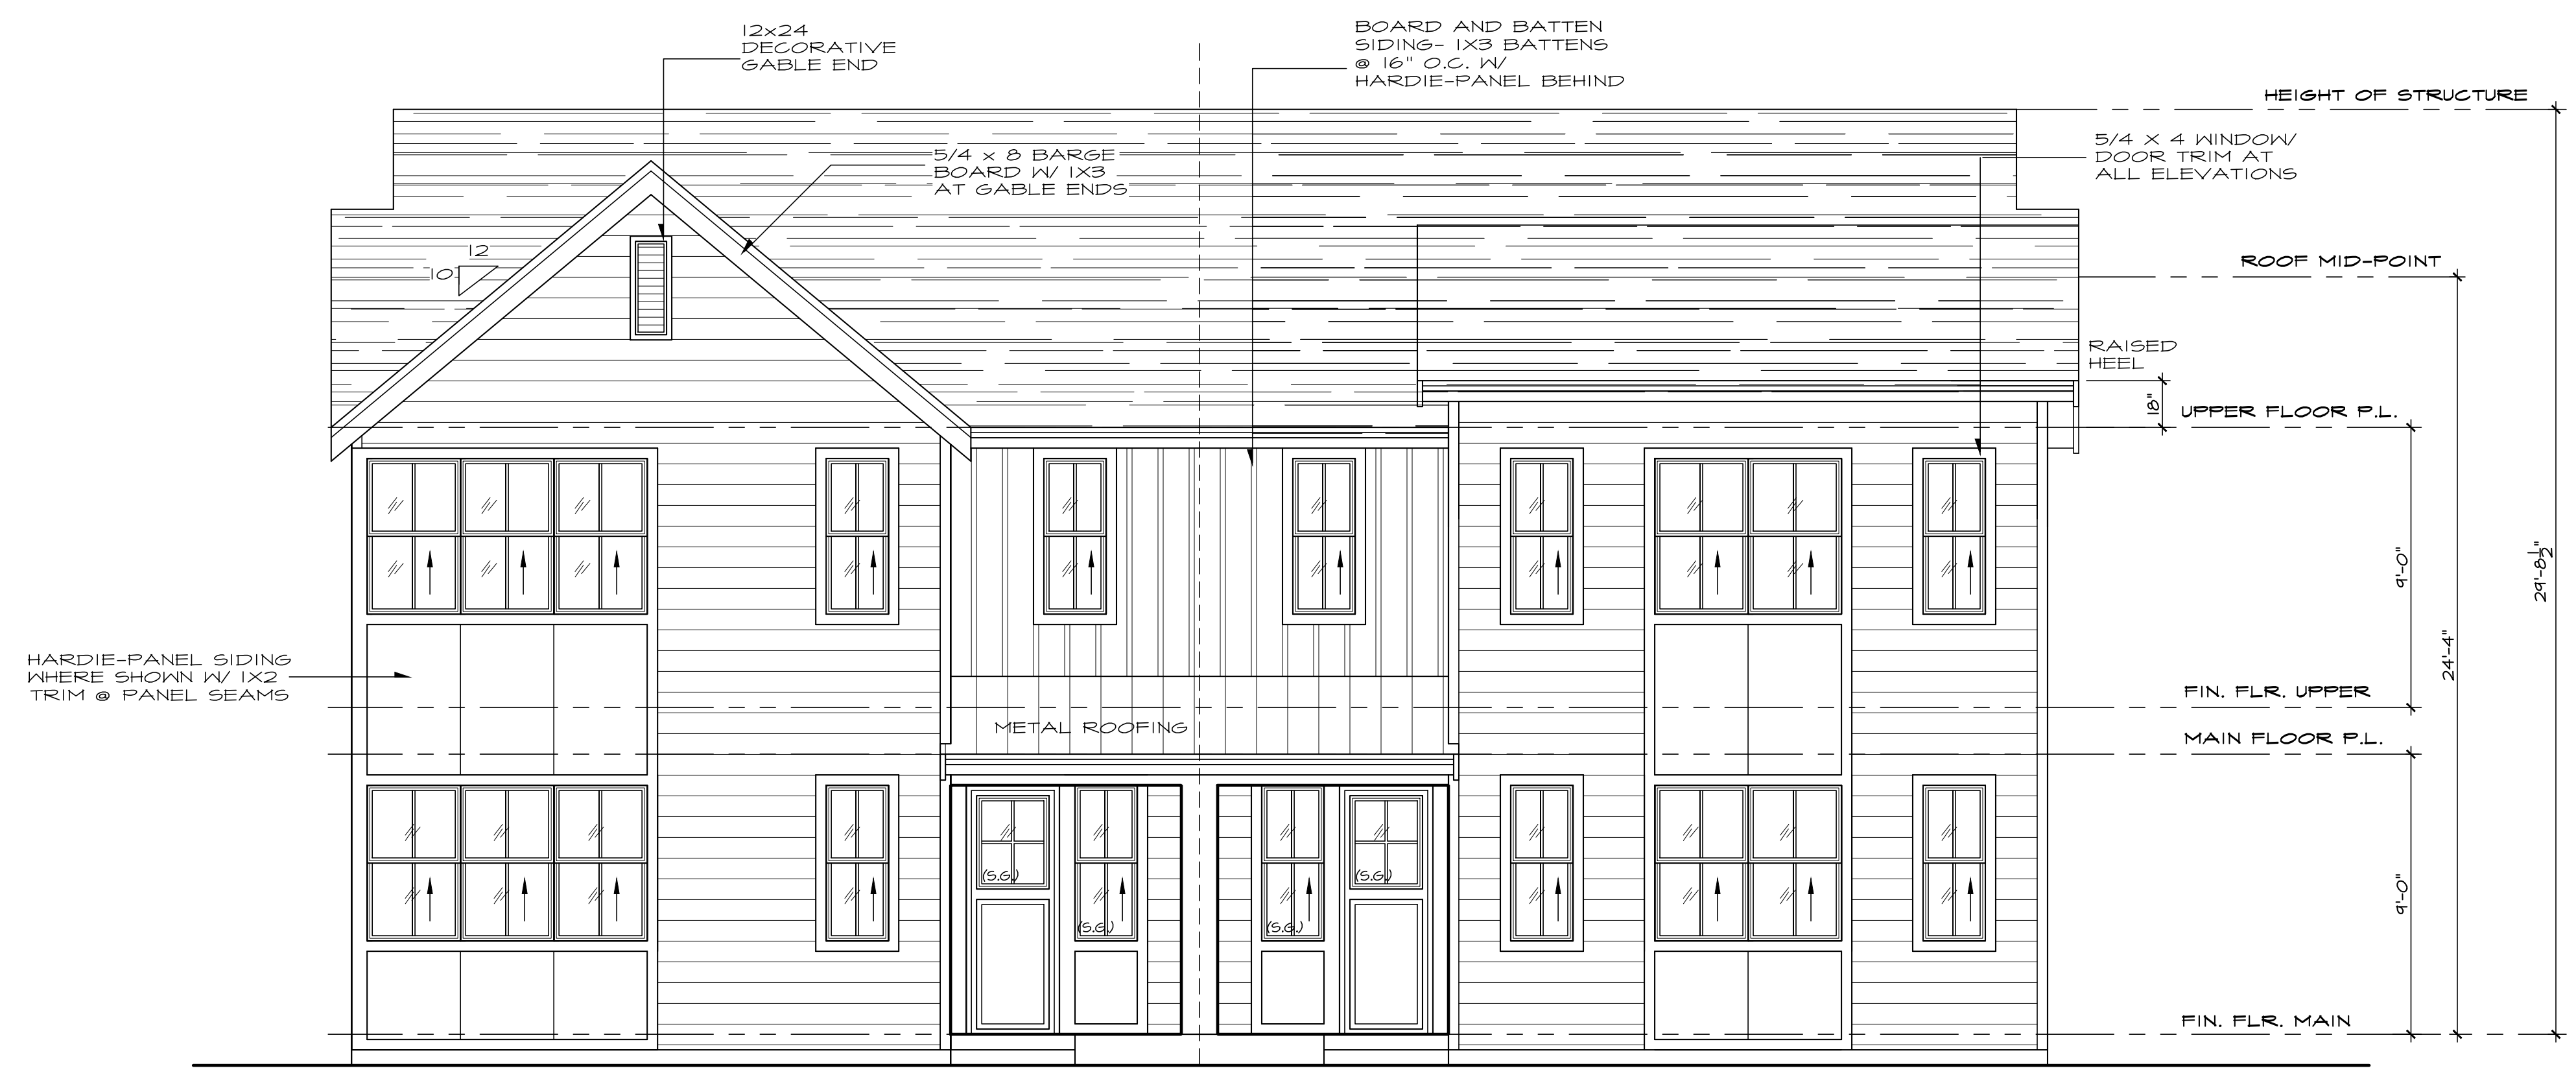 12x24
DECORATIVE
GABLE END
BOARD AND BATTEN
SIDING- 1X3 BATTENS
@ 16" O.C. W/
HARDIE-PANEL BEHIND
HEIGHT OF STRUCTURE
5/4 X 4 WINDOW/
DOOR TRIM AT
ALL ELEVATIONS
5/4 x 8 BARGE
BOARD W/ 1X3
AT GABLE ENDS
12
10
ROOF MID-POINT
RAISED
HEEL
18"
UPPER FLOOR P.L.
9'-0"
29'-8 1/2"
24'-4"
HARDIE-PANEL SIDING
WHERE SHOWN W/ 1X2
TRIM @ PANEL SEAMS
FIN. FLR. UPPER
METAL ROOFING
MAIN FLOOR P.L.
(S.G.)
(S.G.)
(S.G.)
(S.G.)
9'-0"
FIN. FLR. MAIN